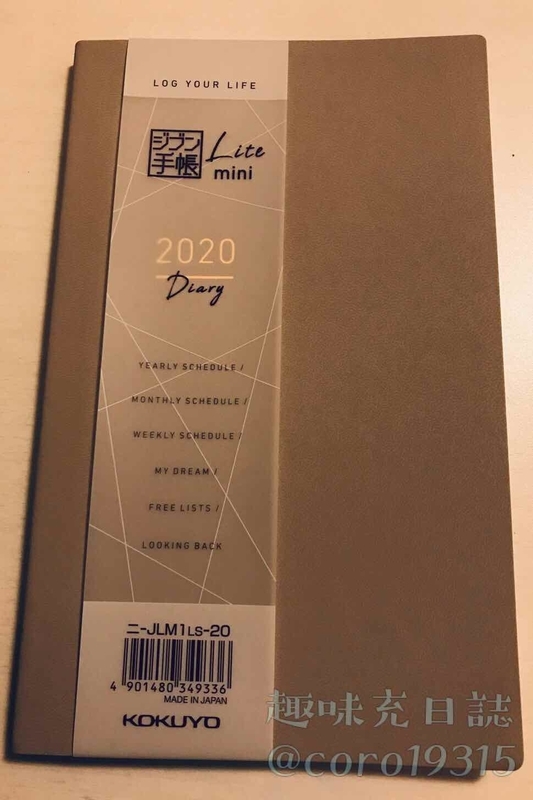 LOG YOUR LIFE
ジブン
手帳
Lite
mini
2020
Diary
YEARLY SCHEDULE /
MONTHLY SCHEDULE /
WEEKLY SCHEDULE /
MY DREAM /
FREE LISTS /
LOOKING BACK
ニ-JLM1LS-20
4 901480 349336
MADE IN JAPAN
KOKUYO
趣味充日誌
@coro19315